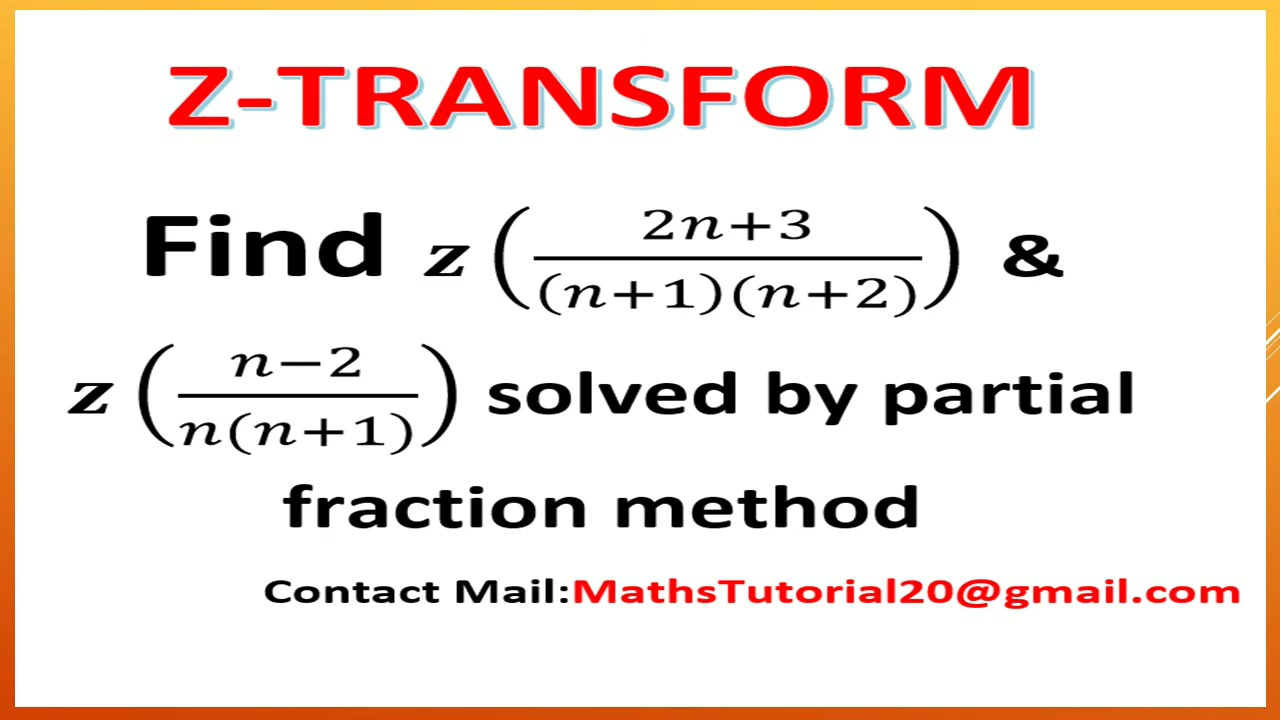 Z-TRANSFORM
Find z((2n+3)/((n+1)(n+2))) &
z((n−2)/(n(n+1))) solved by partial
fraction method
Contact Mail:MathsTutorial20@gmail.com